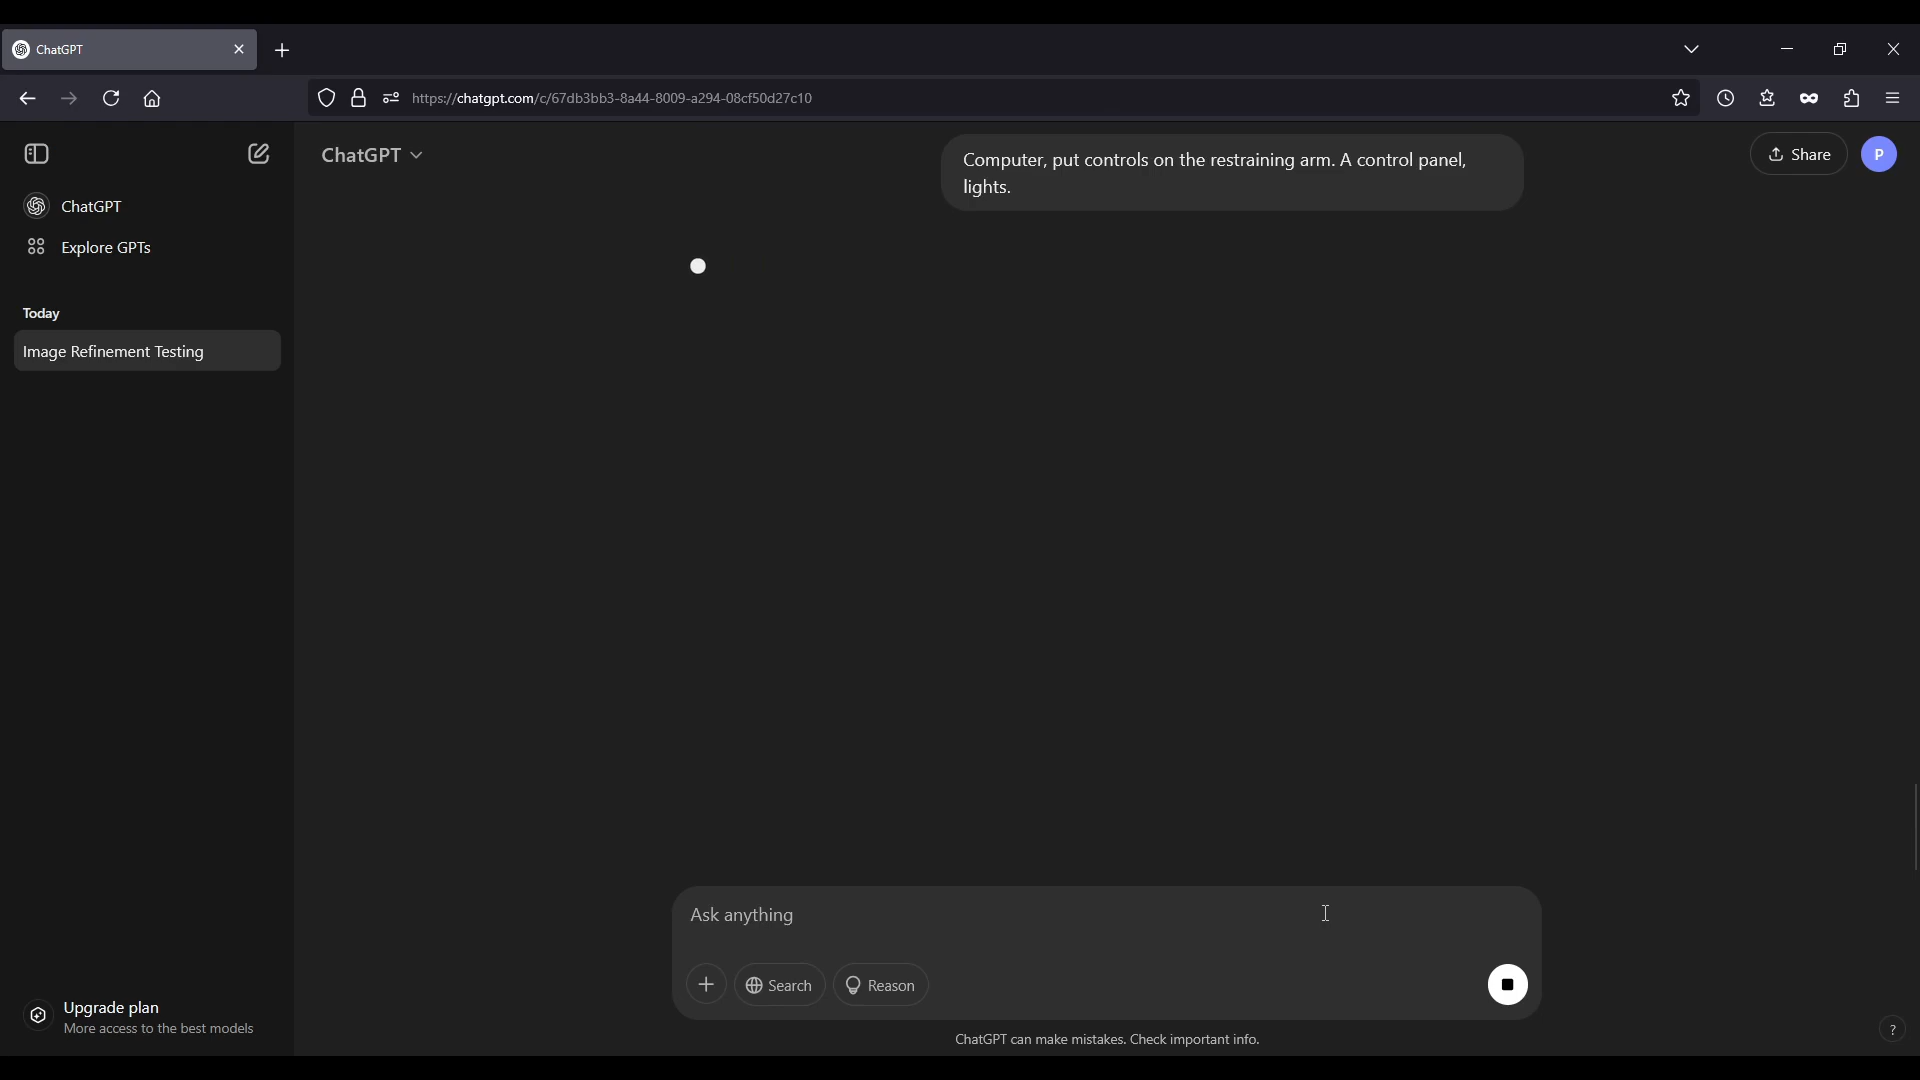 ChatGPT
https://chatgpt.com/c/67db3bb3-8a44-8009-a294-08cf50d27c10
ChatGPT
Explore GPTs
Today
Image Refinement Testing
Upgrade plan
More access to the best models
ChatGPT
Computer, put controls on the restraining arm. A control panel,
lights.
Share
P
Ask anything
Search
Reason
ChatGPT can make mistakes. Check important info.
?